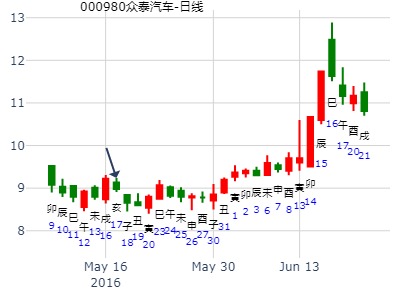 000980众泰汽车-日线
13
12
11
10
9
8
卯 辰 巳 午 未 戌 亥 子 丑 寅 巳 午 未 申 酉 子 丑 寅 卯 辰 未 申 酉 寅 卯 辰 巳 午 酉 戌
9 10 11 12 13 16 17 18 19 20 23 24 25 26 27 30 31 1 2 3 6 7 8 13 14 15 16 17 20 21
May 16 May 30 Jun 13
2016